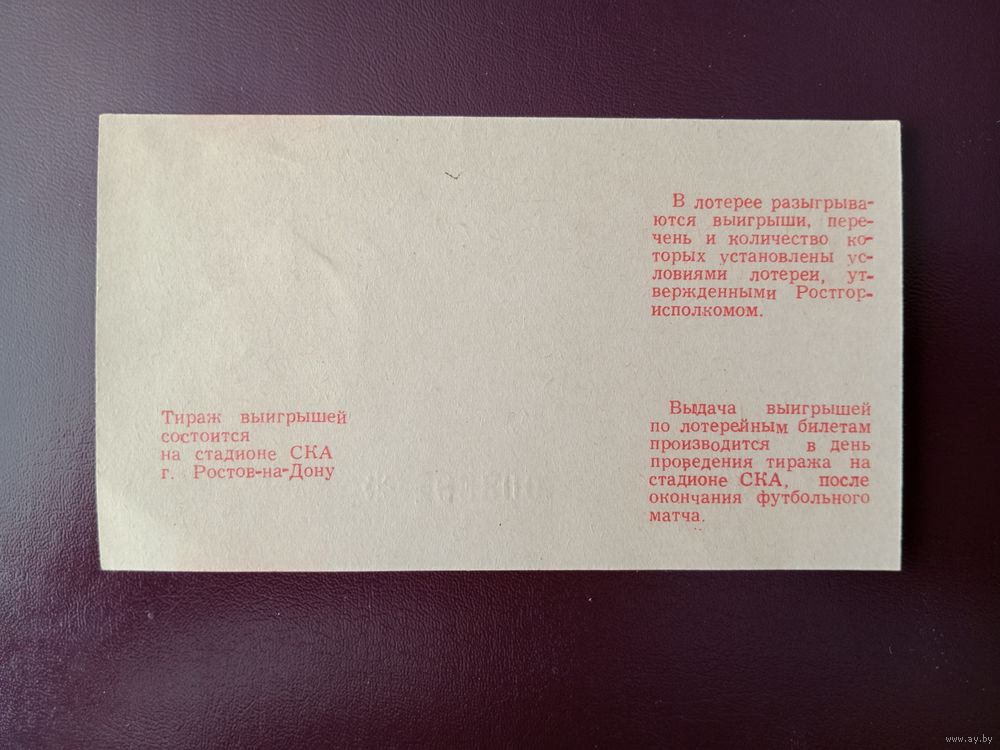 В лотерее разыгрыва-
ются выигрыши, пере-
чень и количество ко-
торых установлены ус-
ловиями лотереи, ут-
вержденными Ростгор-
исполкомом.
Тираж выигрышей
состоится
на стадионе СКА
г. Ростов-на-Дону
Выдача выигрышей
по лотерейным билетам
производится в день
проведения тиража на
стадионе СКА, после
окончания футбольного
матча.
www.ay.by